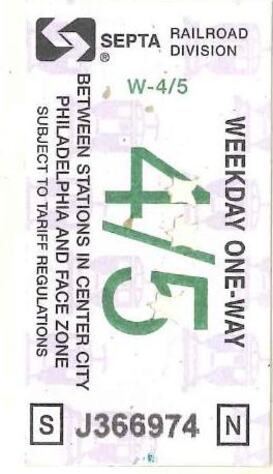 SEPTA
®
RAILROAD
DIVISION
W-4/5
WEEKDAY ONE-WAY
4/5
BETWEEN STATIONS IN CENTER CITY
PHILADELPHIA AND FACE ZONE
SUBJECT TO TARIFF REGULATIONS
S J366974 N